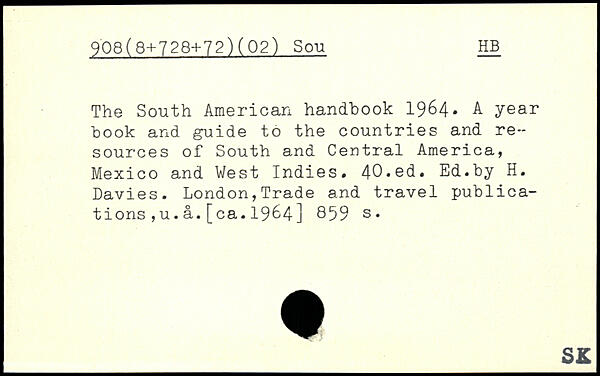 908(8+728+72)(02) Sou HB
The South American handbook 1964. A year
book and guide to the countries and re-
sources of South and Central America,
Mexico and West Indies. 40.ed. Ed.by H.
Davies. London,Trade and travel publica-
tions,u.å.[ca.1964] 859 s.
SK